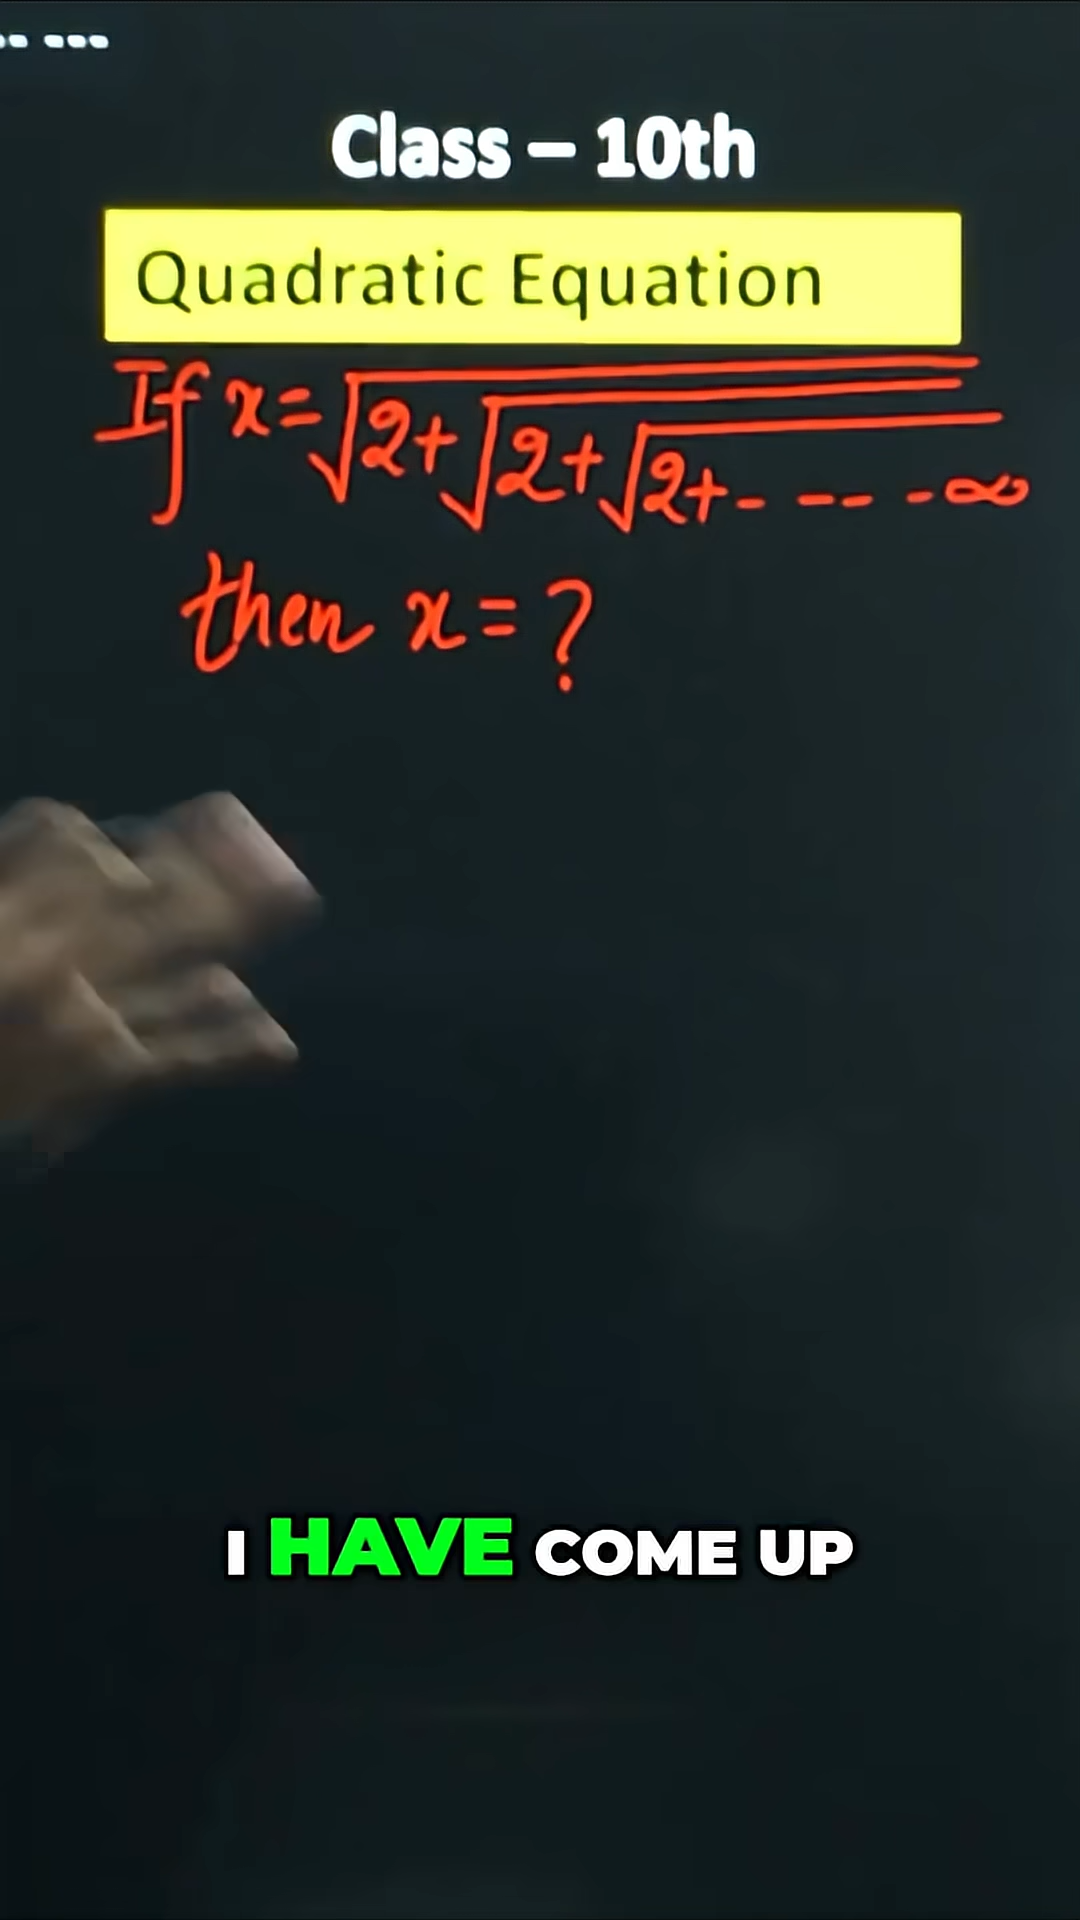 Class – 10th
Quadratic Equation
If x=√2+√2+√2+- -- -∞
then x=?
I HAVE COME UP